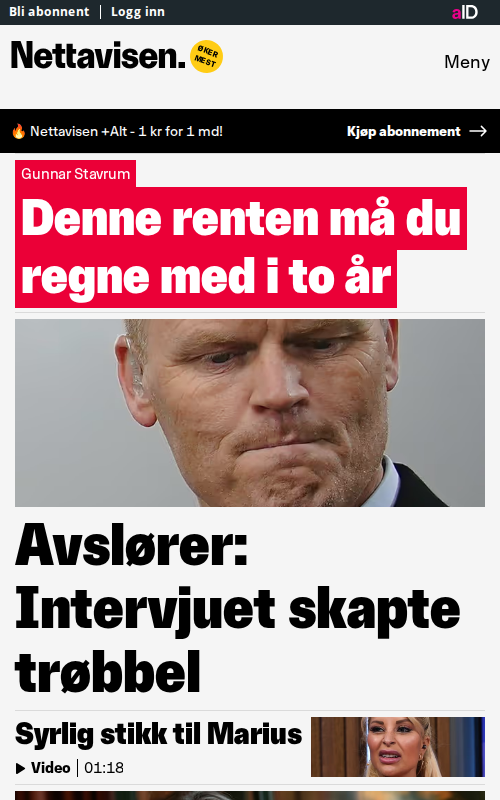 Bli abonnent | Logg inn
aID
Nettavisen.
ØKER
MEST
Meny
Nettavisen +Alt - 1 kr for 1 md!
Kjøp abonnement
Gunnar Stavrum
Denne renten må du
regne med i to år
Avslører:
Intervjuet skapte
trøbbel
Syrlig stikk til Marius
Video | 01:18